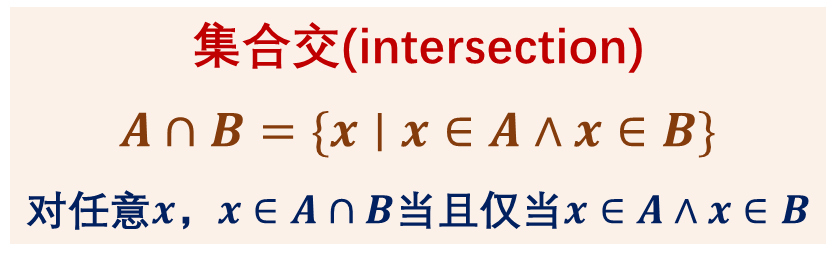 集合交(intersection)
A ∩ B = {x | x ∈ A ∧ x ∈ B}
对任意x，x ∈ A ∩ B当且仅当x ∈ A ∧ x ∈ B